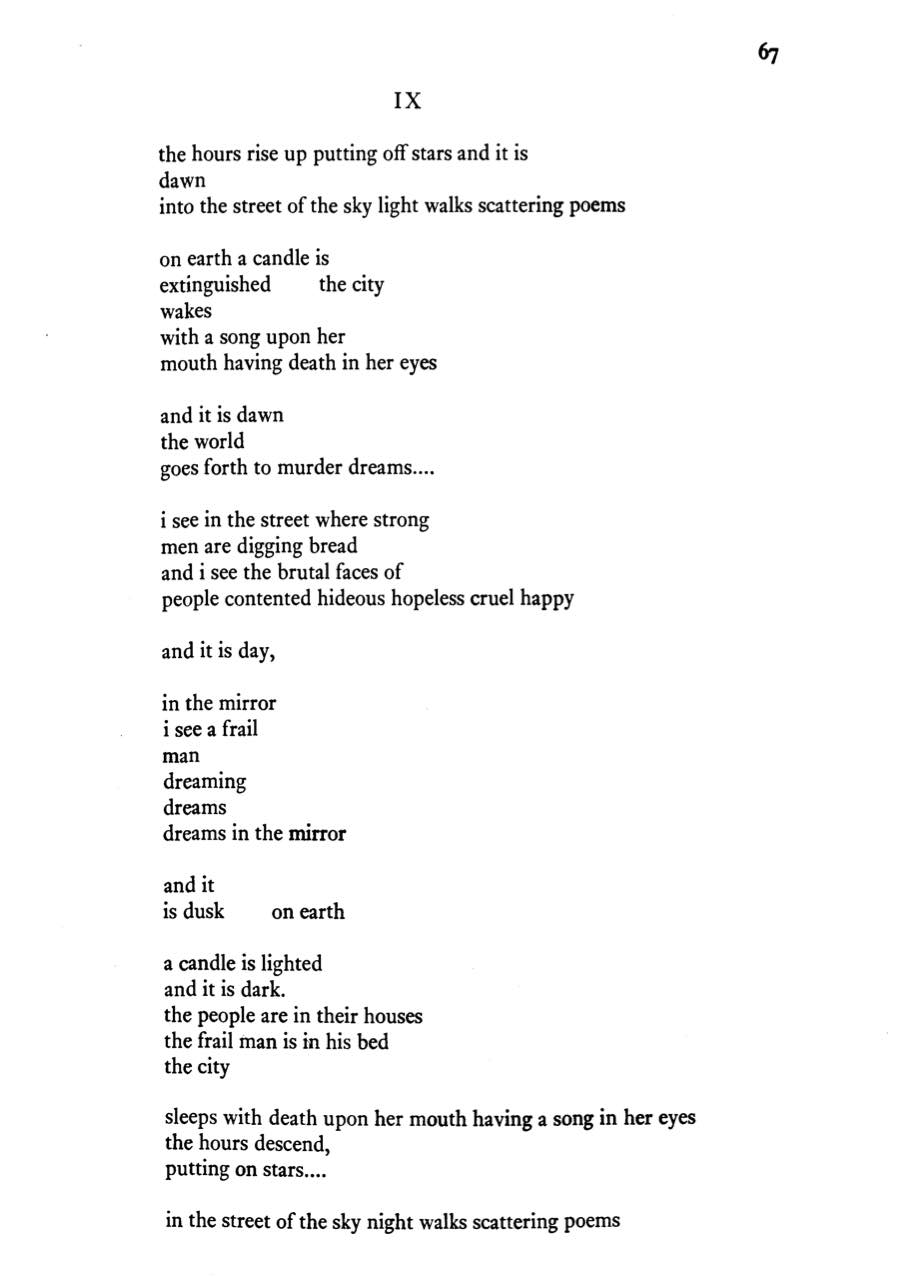 67
IX
the hours rise up putting off stars and it is
dawn
into the street of the sky light walks scattering poems
on earth a candle is
extinguished      the city
wakes
with a song upon her
mouth having death in her eyes
and it is dawn
the world
goes forth to murder dreams....
i see in the street where strong
men are digging bread
and i see the brutal faces of
people contented hideous hopeless cruel happy
and it is day,
in the mirror
i see a frail
man
dreaming
dreams
dreams in the mirror
and it
is dusk      on earth
a candle is lighted
and it is dark.
the people are in their houses
the frail man is in his bed
the city
sleeps with death upon her mouth having a song in her eyes
the hours descend,
putting on stars....
in the street of the sky night walks scattering poems